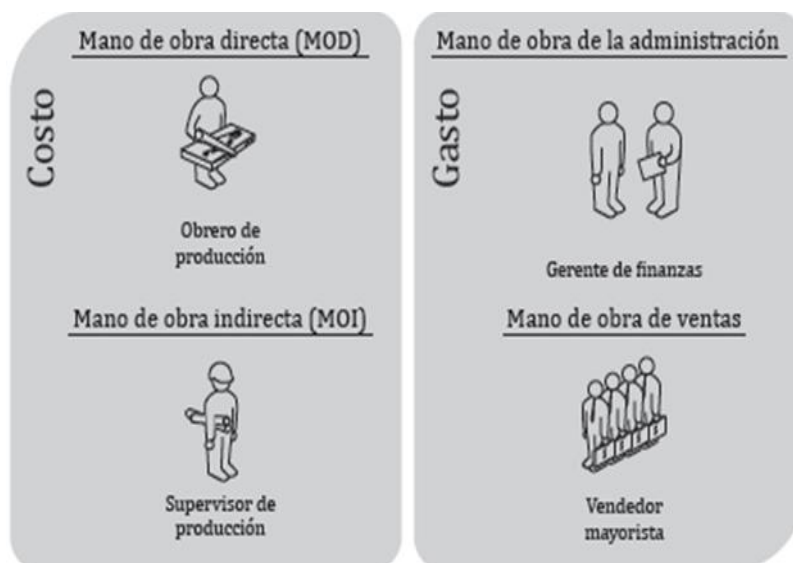 Costo
Mano de obra directa (MOD)
Obrero de
producción
Mano de obra indirecta (MOI)
Supervisor de
producción
Gasto
Mano de obra de la administración
Gerente de finanzas
Mano de obra de ventas
Vendedor
mayorista